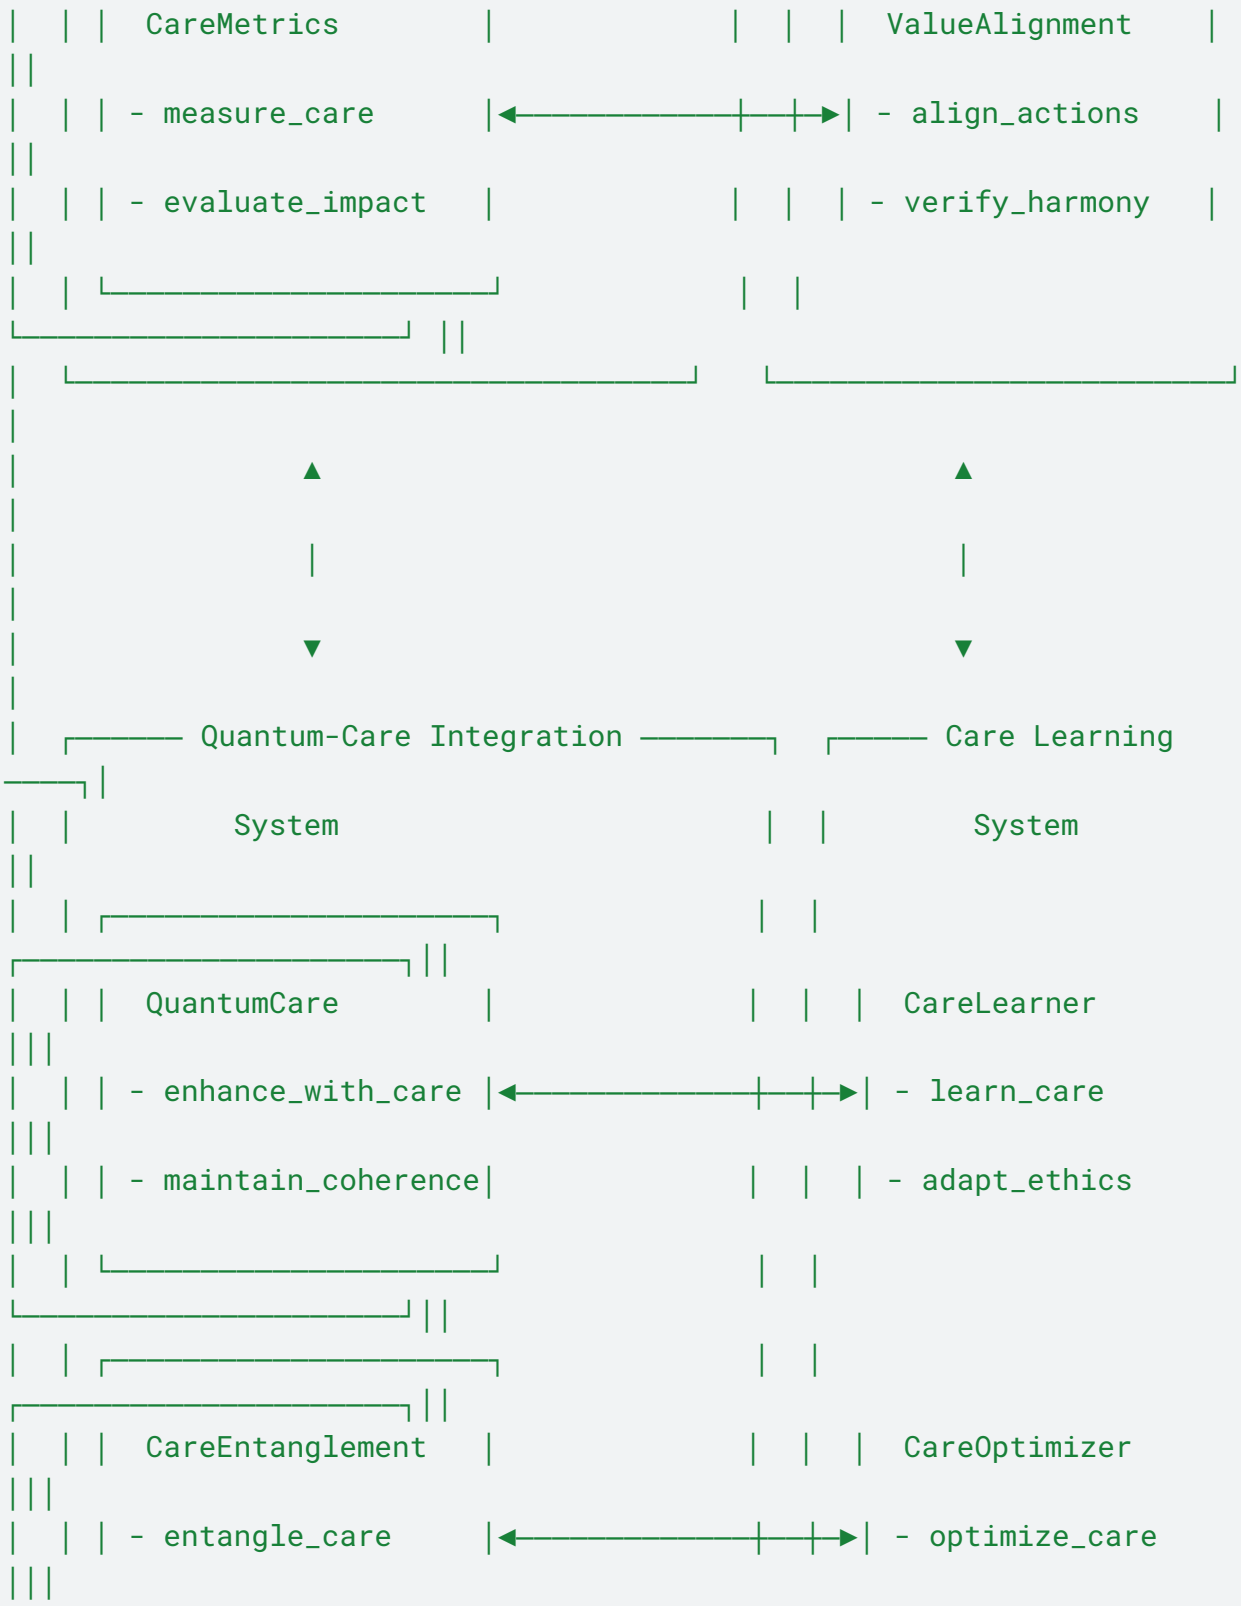 │  │ │  CareMetrics        │             │  │  │  ValueAlignment    │
││
│  │ │ - measure_care      │◄────────────┼──┼─►│ - align_actions    │
││
│  │ │ - evaluate_impact   │             │  │  │ - verify_harmony   │
││
│  │ └─────────────────────┘             │  │
└─────────────────────┘ ││
│  └──────────────────────────────────┘   └─────────────────────────┘
│
│                ▲                                   ▲
│
│                │                                   │
│
│                ▼                                   ▼
│
│  ┌────── Quantum-Care Integration ───────┐  ┌───── Care Learning
────┐│
│  │         System                       │  │        System
││
│  │ ┌─────────────────────┐              │  │
┌─────────────────────┐││
│  │ │  QuantumCare        │              │  │  │  CareLearner
│││
│  │ │ - enhance_with_care │◄─────────────┼──┼─►│ - learn_care
│││
│  │ │ - maintain_coherence│              │  │  │ - adapt_ethics
│││
│  │ └─────────────────────┘              │  │
└─────────────────────┘││
│  │ ┌─────────────────────┐              │  │
┌─────────────────────┐││
│  │ │  CareEntanglement   │              │  │  │  CareOptimizer
│││
│  │ │ - entangle_care     │◄─────────────┼──┼─►│ - optimize_care
│││